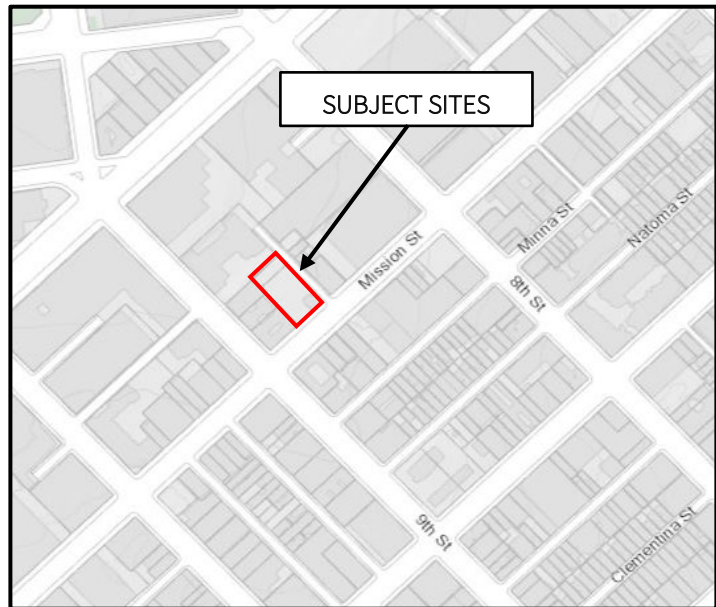 SUBJECT SITES
Mission St
Minna St
Natoma St
8th St
9th St
Clementina St